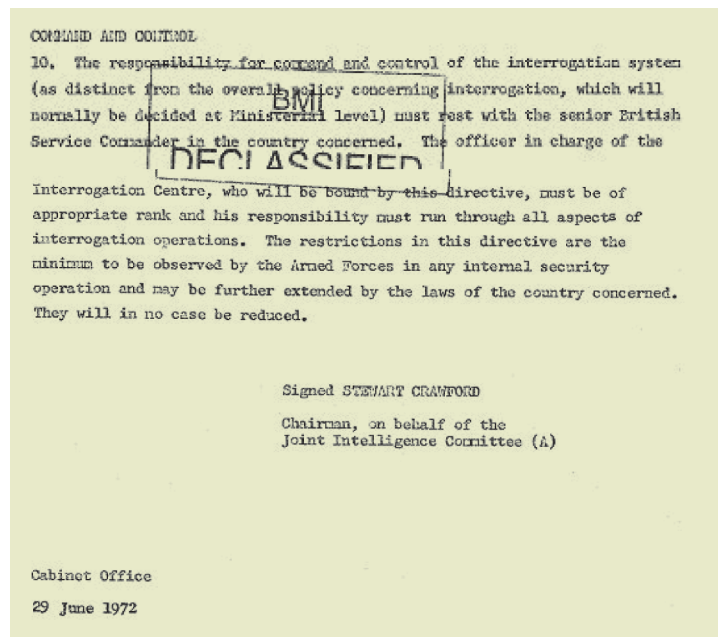 COMMAND AND CONTROL
10. The responsibility for command and control of the interrogation system
(as distinct from the overall policy concerning interrogation, which will
normally be decided at Ministerial level) must rest with the senior British
Service Commander in the country concerned. The officer in charge of the
BMI
DECLASSIFIED
Interrogation Centre, who will be bound by this directive, must be of
appropriate rank and his responsibility must run through all aspects of
interrogation operations. The restrictions in this directive are the
minimum to be observed by the Armed Forces in any internal security
operation and may be further extended by the laws of the country concerned.
They will in no case be reduced.
Signed STEWART CRAWFORD
Chairman, on behalf of the
Joint Intelligence Committee (A)
Cabinet Office
29 June 1972